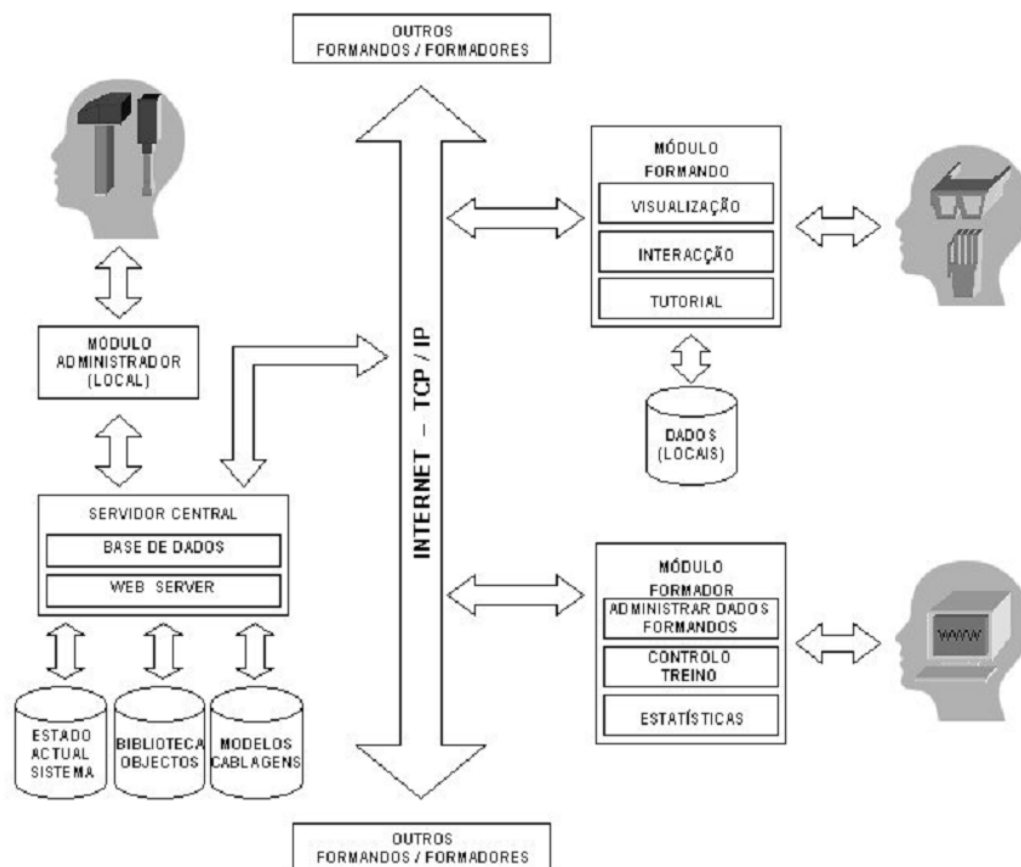 OUTROS
FORMANDOS / FORMADORES
MÓDULO
FORMANDO
VISUALIZAÇÃO
INTERACÇÃO
TUTORIAL
DADOS
(LOCAIS)
MÓDULO
ADMINISTRADOR
(LOCAL)
INTERNET – TCP / IP
SERVIDOR CENTRAL
BASE DE DADOS
WEB SERVER
ESTADO
ACTUAL
SISTEMA
BIBLIOTECA
OBJECTOS
MODELOS
CABLAGENS
MÓDULO
FORMADOR
ADMINISTRAR DADOS
FORMANDOS
CONTROLO
TREINO
ESTATÍSTICAS
WWW
OUTROS
FORMANDOS / FORMADORES